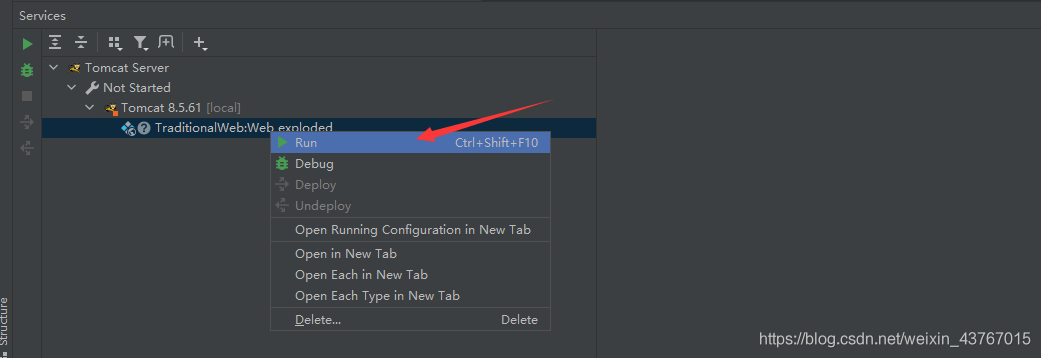 Services
Tomcat Server
Not Started
Tomcat 8.5.61 [local]
TraditionalWeb:Web exploded
Run Ctrl+Shift+F10
Debug
Deploy
Undeploy
Open Running Configuration in New Tab
Open in New Tab
Open Each in New Tab
Open Each Type in New Tab
Delete... Delete
Structure
https://blog.csdn.net/weixin_43767015